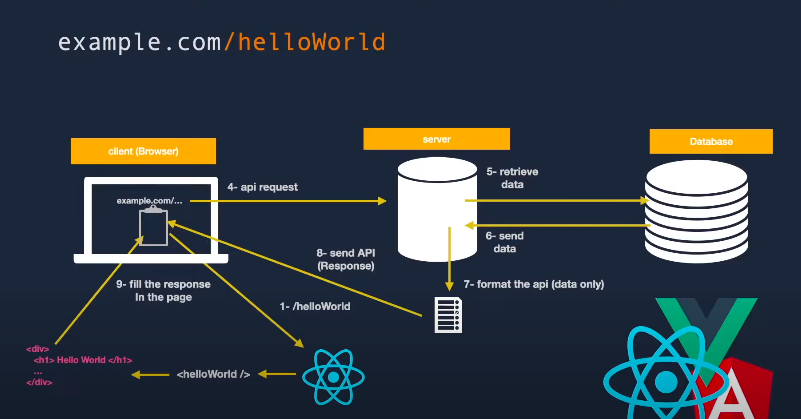 example.com/helloWorld
client (Browser)
server
Database
example.com/...
4- api request
5- retrieve
data
6- send
data
8- send API
(Response)
7- format the api (data only)
9- fill the response
In the page
1- /helloWorld
<div>
<h1> Hello World </h1>
...
</div>
<helloWorld />
A